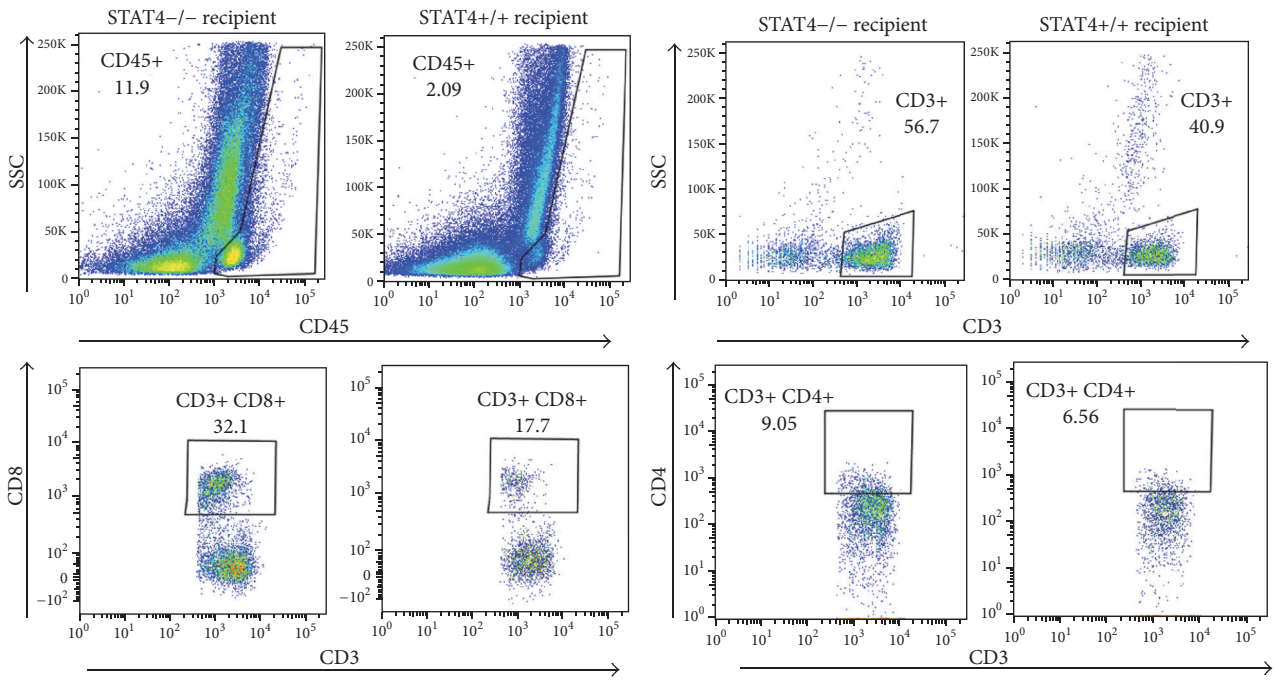 STAT4−/− recipient
STAT4+/+ recipient
STAT4−/− recipient
STAT4+/+ recipient
SSC
250K
200K
150K
100K
50K
0
CD45+
11.9
10⁰ 10¹ 10² 10³ 10⁴ 10⁵
250K
200K
150K
100K
50K
0
CD45+
2.09
10⁰ 10¹ 10² 10³ 10⁴ 10⁵
CD45
SSC
250K
200K
150K
100K
50K
0
CD3+
56.7
10⁰ 10¹ 10² 10³ 10⁴ 10⁵
250K
200K
150K
100K
50K
0
CD3+
40.9
10⁰ 10¹ 10² 10³ 10⁴ 10⁵
CD3
CD8
10⁵
10⁴
10³
10²
0
−10²
CD3+ CD8+
32.1
10⁰ 10¹ 10² 10³ 10⁴ 10⁵
10⁵
10⁴
10³
10²
0
−10²
CD3+ CD8+
17.7
10⁰ 10¹ 10² 10³ 10⁴ 10⁵
CD3
CD4
10⁵
10⁴
10³
10²
10¹
10⁰
CD3+ CD4+
9.05
10⁰ 10¹ 10² 10³ 10⁴ 10⁵
10⁵
10⁴
10³
10²
10¹
10⁰
CD3+ CD4+
6.56
10⁰ 10¹ 10² 10³ 10⁴ 10⁵
CD3